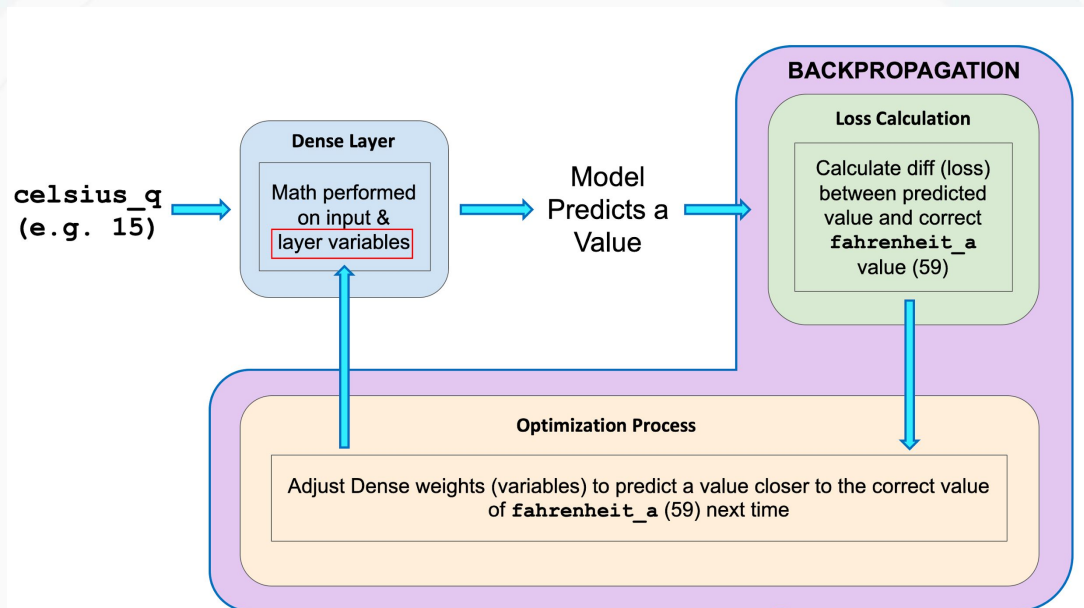 celsius_q
(e.g. 15)
Dense Layer
Math performed
on input &
layer variables
Model
Predicts a
Value
BACKPROPAGATION
Loss Calculation
Calculate diff (loss)
between predicted
value and correct
fahrenheit_a
value (59)
Optimization Process
Adjust Dense weights (variables) to predict a value closer to the correct value
of fahrenheit_a (59) next time